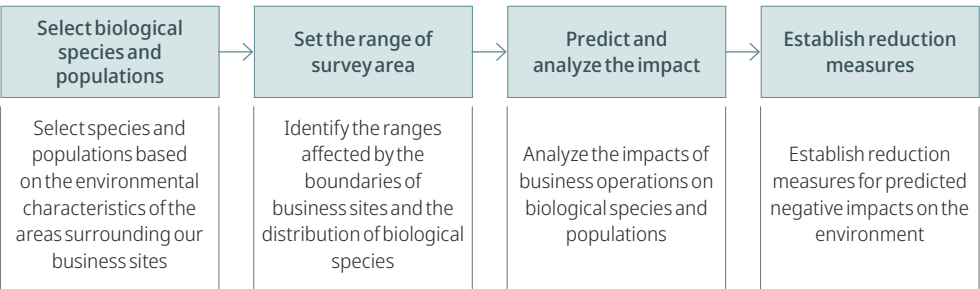 Select biological
species and
populations
Set the range of
survey area
Predict and
analyze the impact
Establish reduction
measures
Select species and
populations based
on the environmental
characteristics of the
areas surrounding our
business sites
Identify the ranges
affected by the
boundaries of
business sites and the
distribution of biological
species
Analyze the impacts of
business operations on
biological species and
populations
Establish reduction
measures for predicted
negative impacts on the
environment